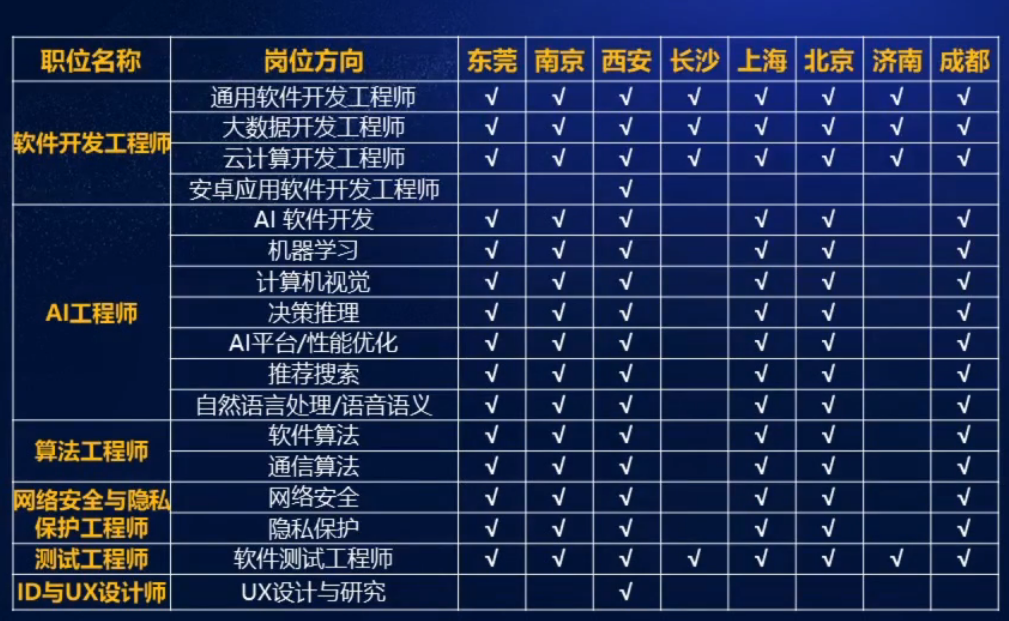 职位名称 岗位方向 东莞 南京 西安 长沙 上海 北京 济南 成都
软件开发工程师 通用软件开发工程师 √ √ √ √ √ √ √ √
大数据开发工程师 √ √ √ √ √ √ √ √
云计算开发工程师 √ √ √ √ √ √ √ √
安卓应用软件开发工程师 √
AI工程师 AI 软件开发 √ √ √ √ √ √
机器学习 √ √ √ √ √ √
计算机视觉 √ √ √ √ √ √
决策推理 √ √ √ √ √ √
AI平台/性能优化 √ √ √ √ √ √
推荐搜索 √ √ √ √ √ √
自然语言处理/语音语义 √ √ √ √ √ √
算法工程师 软件算法 √ √ √ √ √ √
通信算法 √ √ √ √ √ √
网络安全与隐私 网络安全 √ √ √ √ √ √
保护工程师 隐私保护 √ √ √ √ √ √
测试工程师 软件测试工程师 √ √ √ √ √ √ √ √
ID与UX设计师 UX设计与研究 √